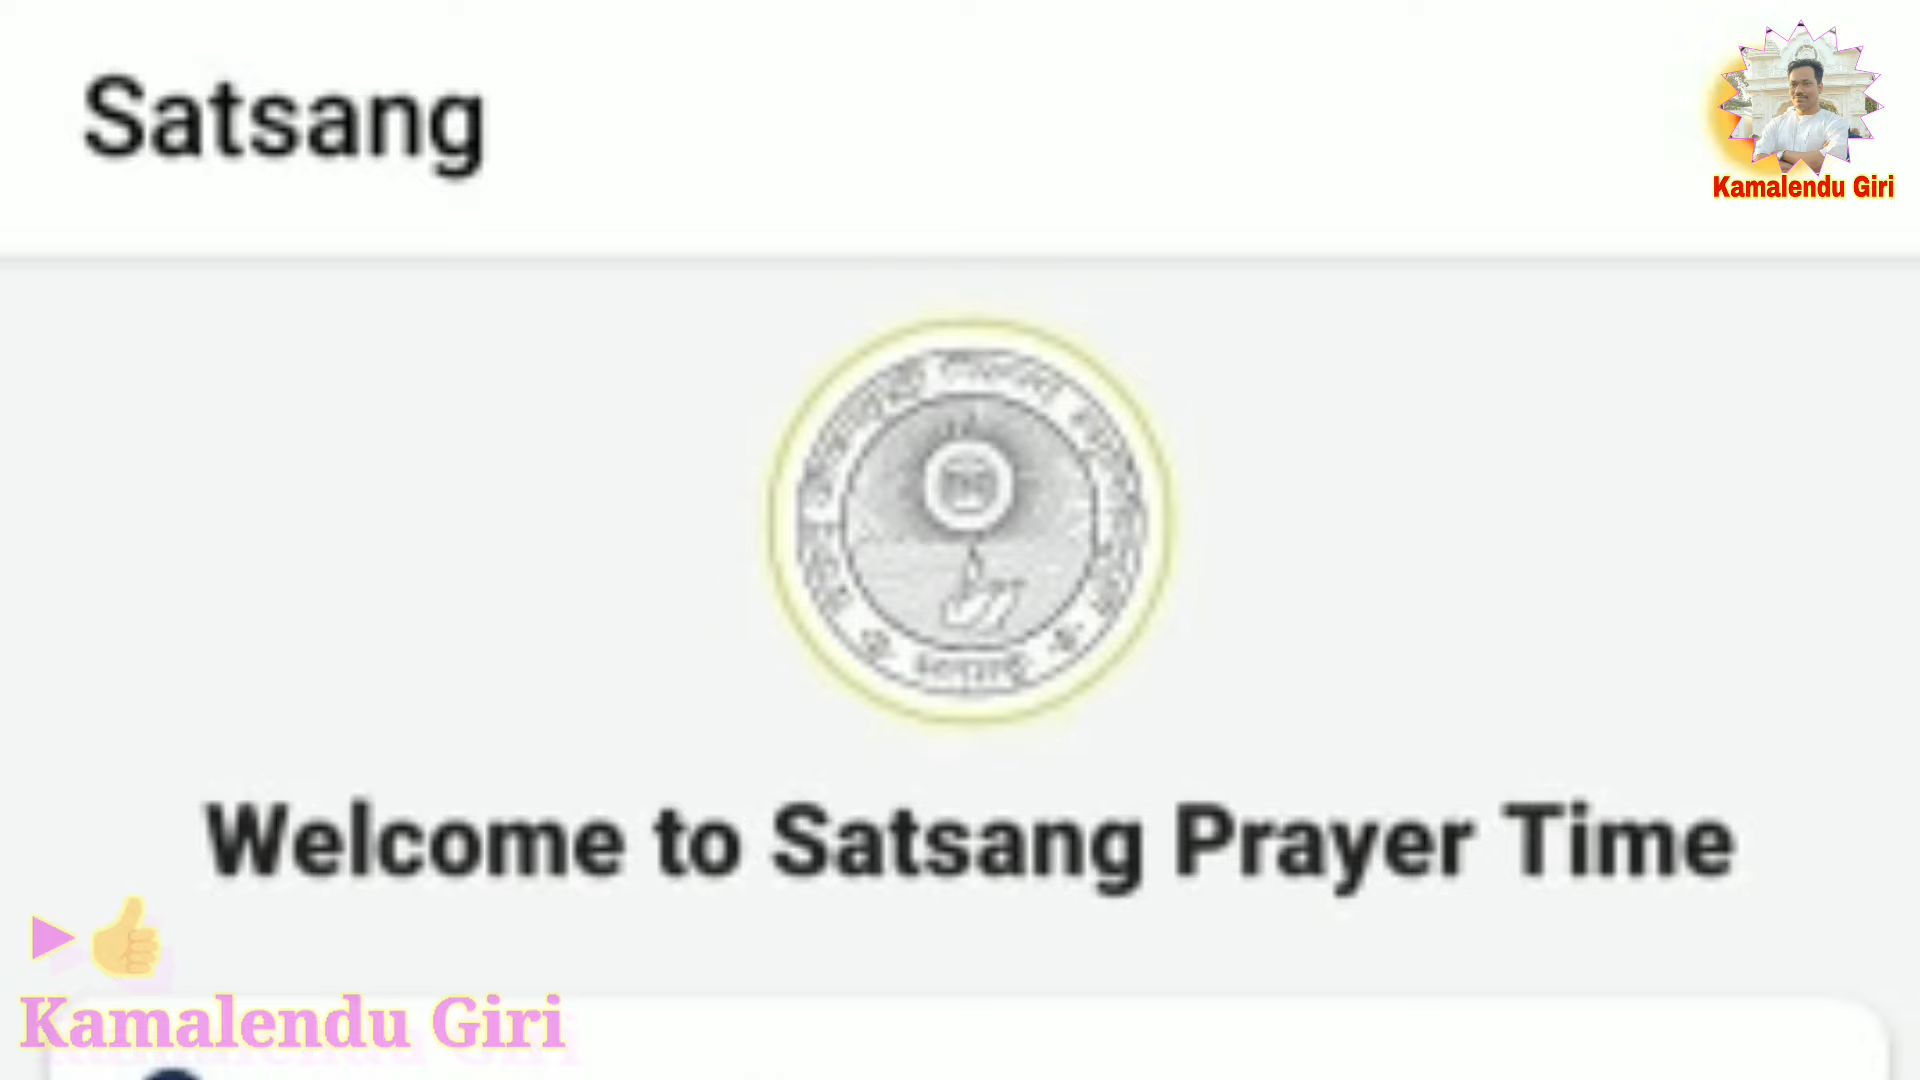 Satsang
Kamalendu Giri
Welcome to Satsang Prayer Time
Kamalendu Giri